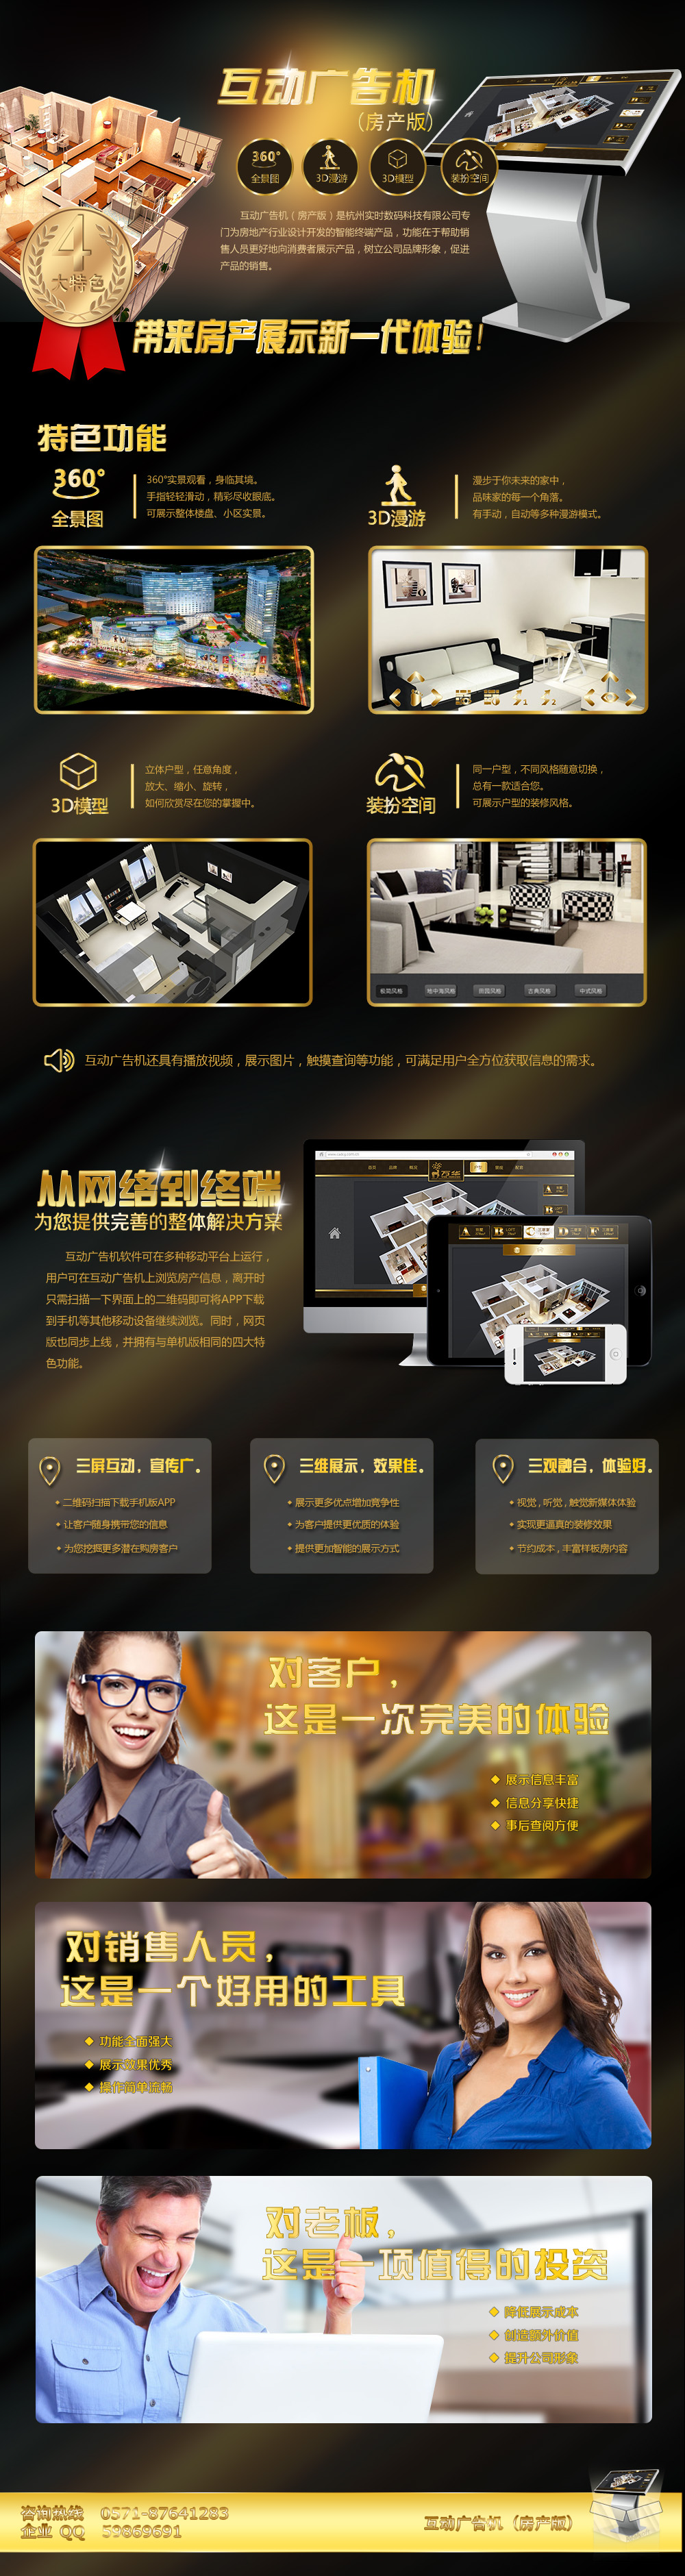 互动广告机
(房产版)
360°
全景图
3D漫游
3D模型
装扮空间
互动广告机（房产版）是杭州实时数码科技有限公司专
门为房地产行业设计开发的智能终端产品，功能在于帮助销
售人员更好地向消费者展示产品，树立公司品牌形象，促进
产品的销售。
4
大特色
带来房产展示新一代体验！
特色功能
360°
全景图
360°实景观看，身临其境。
手指轻轻滑动，精彩尽收眼底。
可展示整体楼盘、小区实景。
3D漫游
漫步于你未来的家中，
品味家的每一个角落。
有手动，自动等多种漫游模式。
3D模型
立体户型，任意角度，
放大、缩小、旋转，
如何欣赏尽在您的掌握中。
装扮空间
同一户型，不同风格随意切换，
总有一款适合您。
可展示户型的装修风格。
地中海风格
田园风格
古典风格
中式风格
互动广告机还具有播放视频，展示图片，触摸查询等功能，可满足用户全方位获取信息的需求。
从网络到终端
为您提供完善的整体解决方案
互动广告机软件可在多种移动平台上运行，
用户可在互动广告机上浏览房产信息，离开时
只需扫描一下界面上的二维码即可将APP下载
到手机等其他移动设备继续浏览。同时，网页
版也同步上线，并拥有与单机版相同的四大特
色功能。
三屏互动，宣传广。
二维码扫描下载手机版APP
让客户随身携带您的信息
为您挖掘更多潜在购房客户
三维展示，效果佳。
展示更多优点增加竞争性
为客户提供更优质的体验
提供更加智能的展示方式
三观融合，体验好。
视觉，听觉，触觉新媒体体验
实现更逼真的装修效果
节约成本，丰富样板房内容
对客户，
这是一次完美的体验
展示信息丰富
信息分享快捷
事后查阅方便
对销售人员，
这是一个好用的工具
功能全面强大
展示效果优秀
操作简单流畅
对老板，
这是一项值得的投资
降低展示成本
创造额外价值
提升公司形象
咨询热线 0571-87641283
企业 QQ 59869691
互动广告机（房产版）